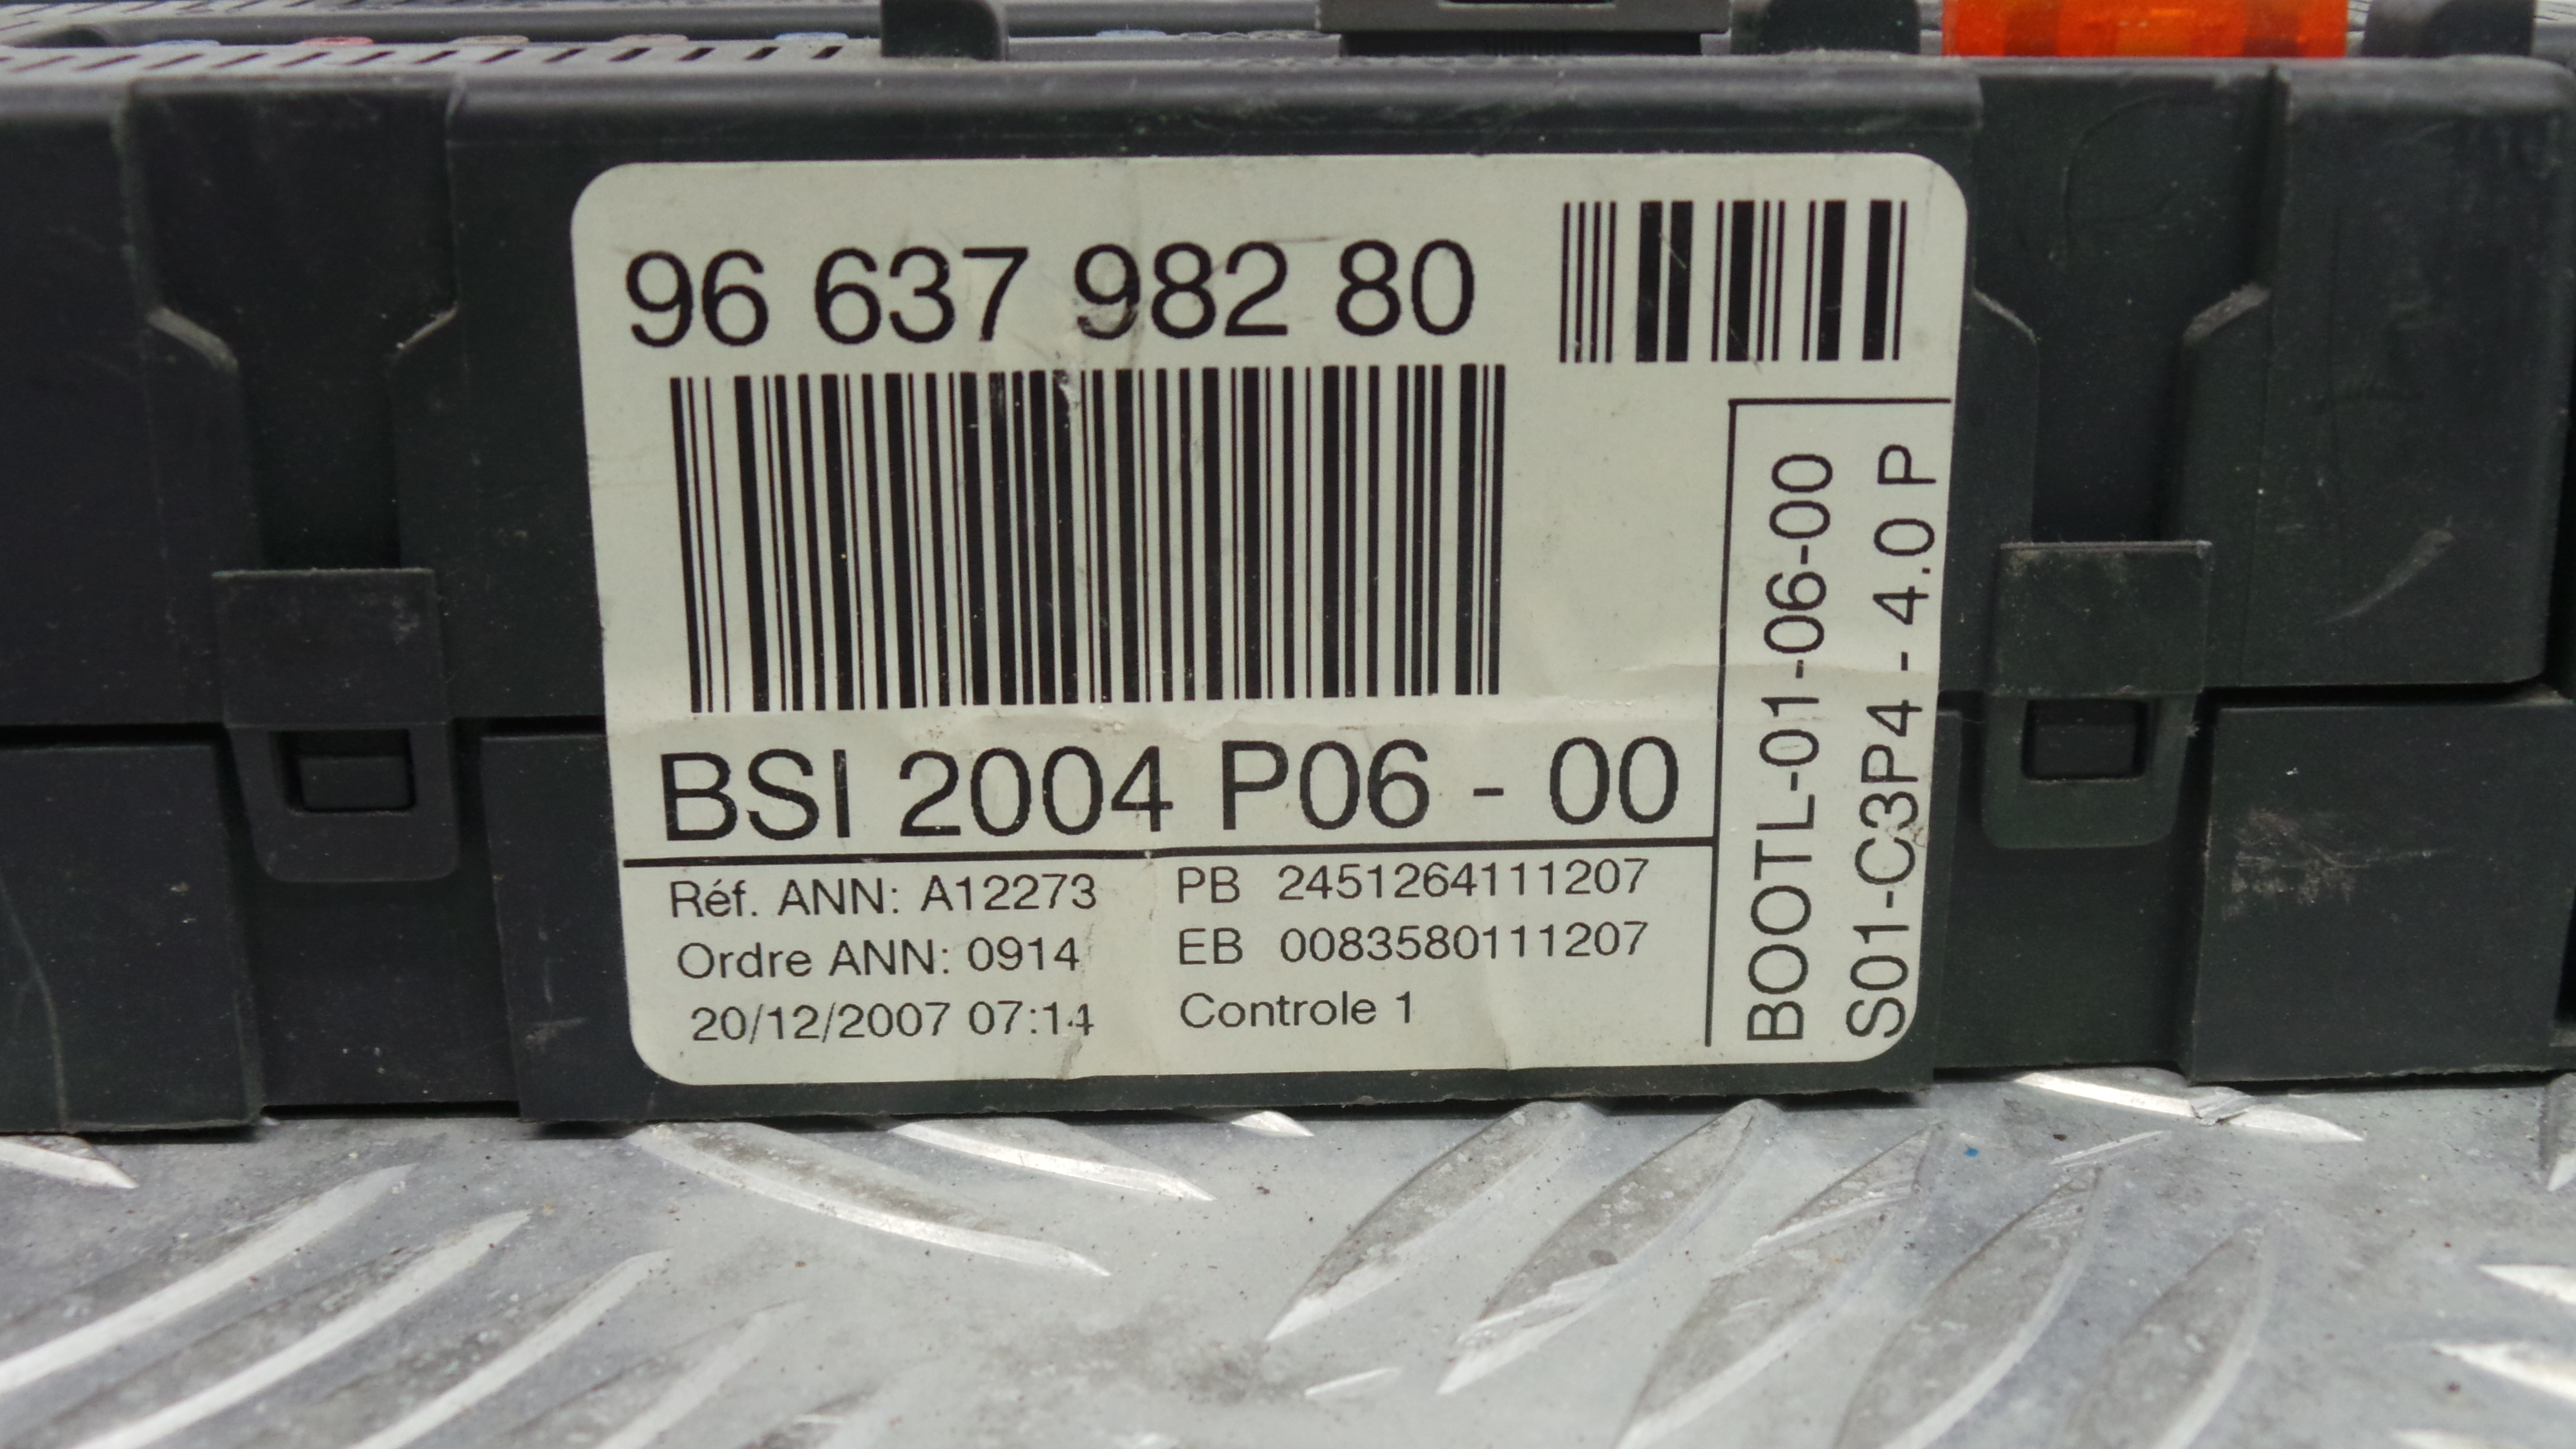 96 637 982 80
BSI 2004 P06 - 00
Réf. ANN: A12273
Ordre ANN: 0914
20/12/2007 07:14
PB 2451264111207
EB 0083580111207
Controle 1
BOOTL-01-06-00
S01-C3P4 - 4.0 P